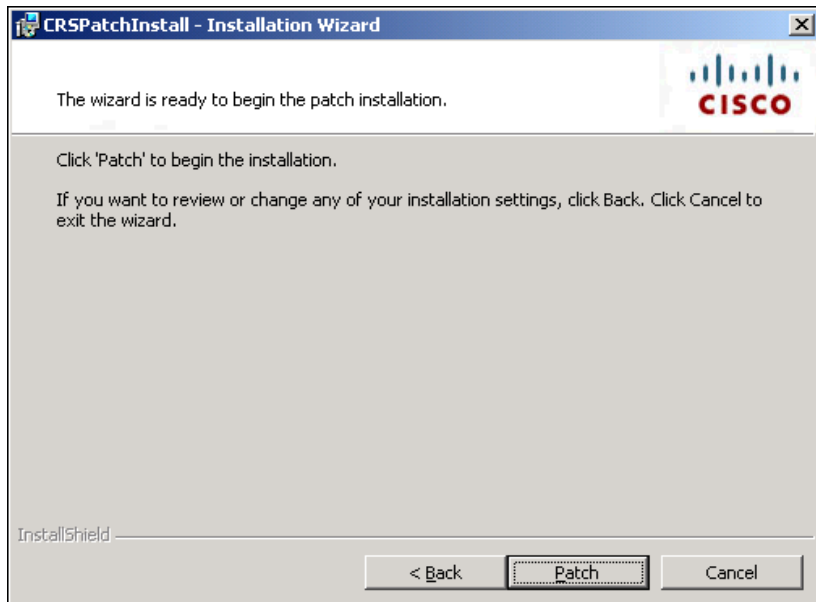 CRSPatchInstall - Installation Wizard
The wizard is ready to begin the patch installation.
CISCO
Click 'Patch' to begin the installation.
If you want to review or change any of your installation settings, click Back. Click Cancel to
exit the wizard.
InstallShield
< Back
Patch
Cancel